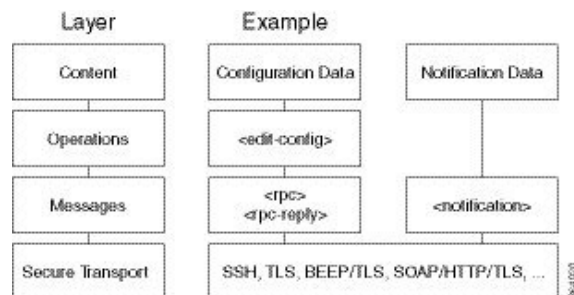 Layer Example
Content Configuration Data Notification Data
Operations <edit-config>
Messages <rpc> <notification>
<rpc-reply>
Secure Transport SSH, TLS, BEEP/TLS, SOAP/HTTP/TLS, ...